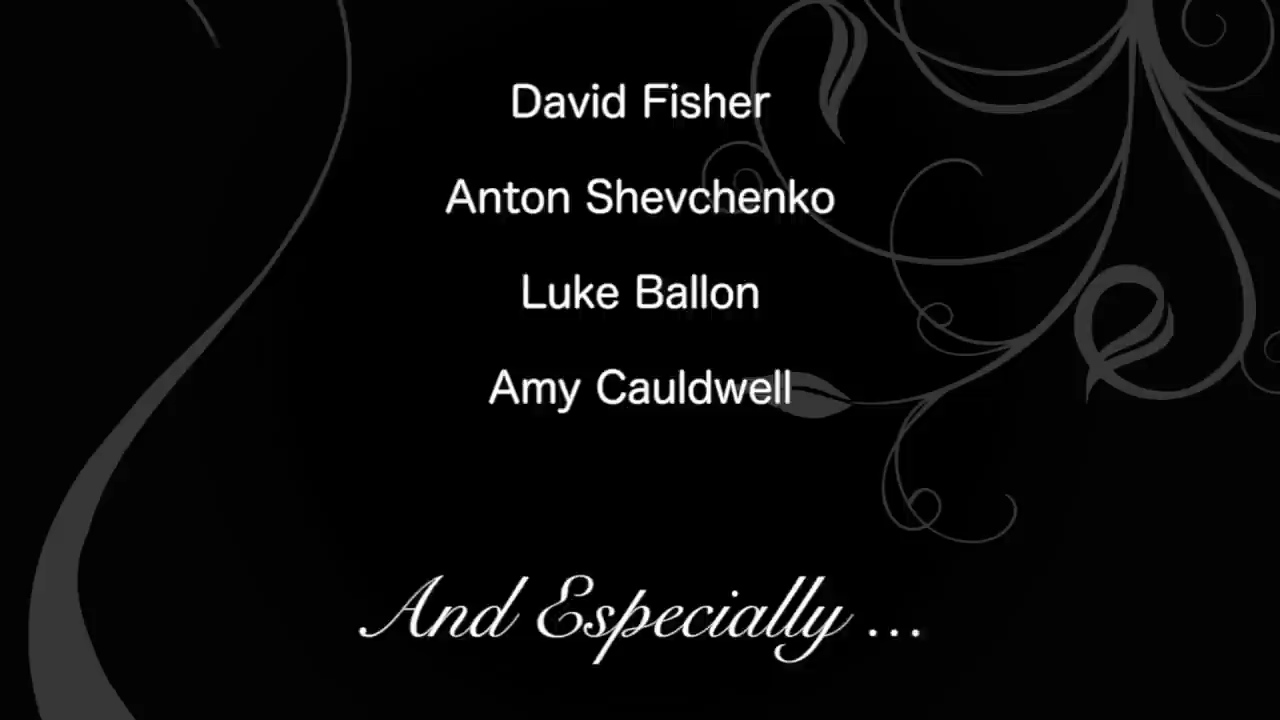 David Fisher
Anton Shevchenko
Luke Ballon
Amy Cauldwell
And Especially ...